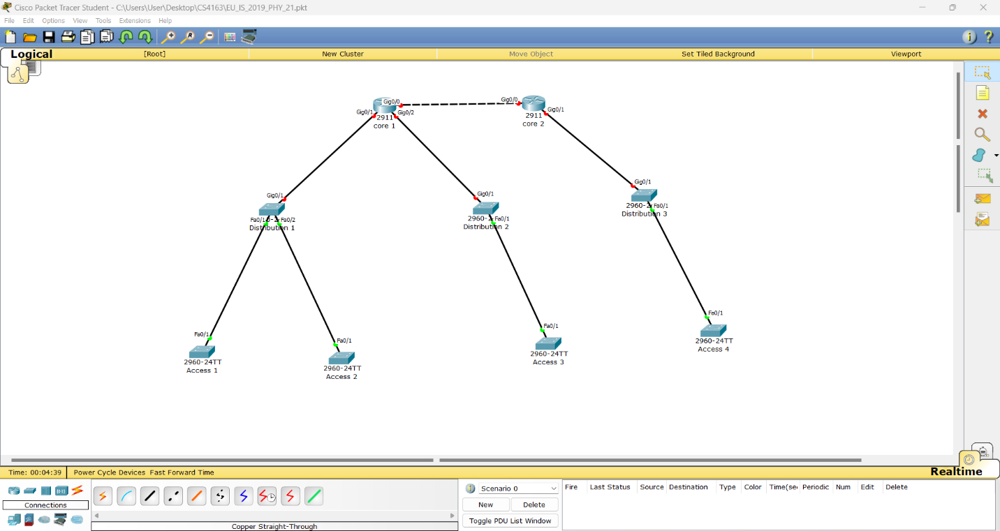 Cisco Packet Tracer Student - C:\Users\User\Desktop\CS4163\EU_IS_2019_PHY_21.pkt
File Edit Options View Tools Extensions Help
Logical [Root] New Cluster Move Object Set Tiled Background Viewport
Gig0/0 Gig0/0
Gig0/1 Gig0/2 Gig0/1
2911 2911
core 1 core 2
Gig0/1 Gig0/1 Gig0/1
Fa0/1 Fa0/2
Distribution 1
2960-2 Fa0/1
Distribution 2
2960-2 Fa0/1
Distribution 3
Fa0/1
2960-24TT
Access 1
Fa0/1
2960-24TT
Access 2
Fa0/1
2960-24TT
Access 3
Fa0/1
2960-24TT
Access 4
Time: 00:04:39 Power Cycle Devices Fast Forward Time Realtime
Connections
Copper Straight-Through
Scenario 0
New Delete
Toggle PDU List Window
Fire Last Status Source Destination Type Color Time(sec Periodic Num Edit Delete